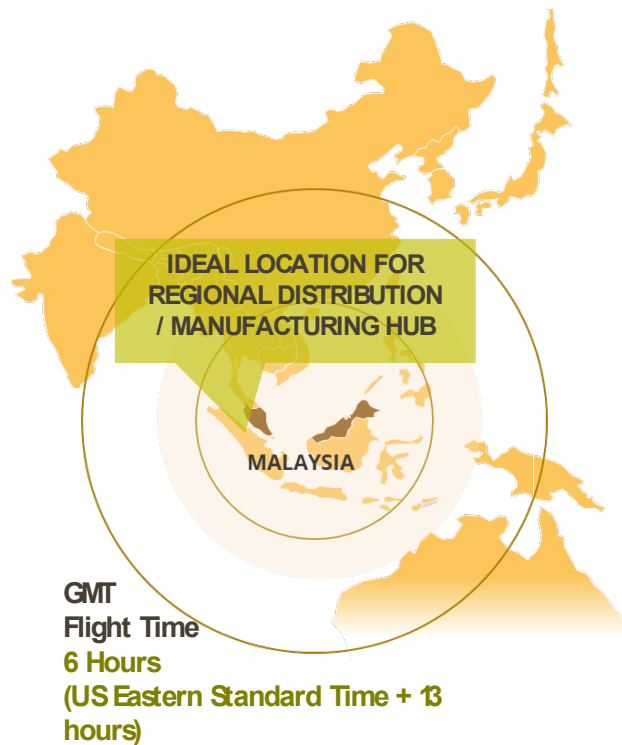 IDEAL LOCATION FOR
REGIONAL DISTRIBUTION
/ MANUFACTURING HUB
MALAYSIA
GMT
Flight Time
6 Hours
(US Eastern Standard Time + 13
hours)